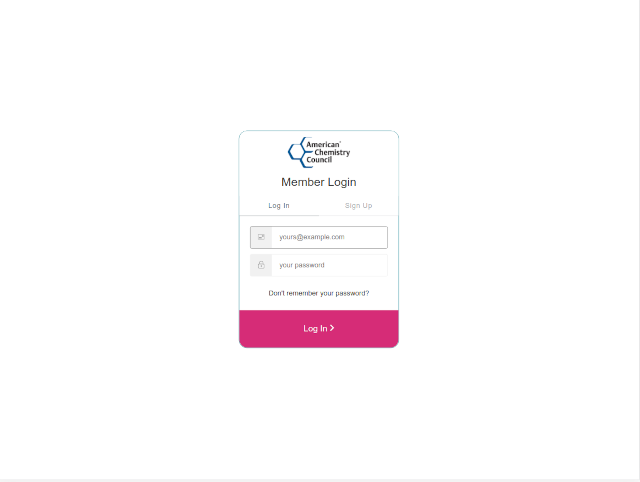 American
Chemistry
Council
Member Login
Log In
Sign Up
yours@example.com
your password
Don't remember your password?
Log In